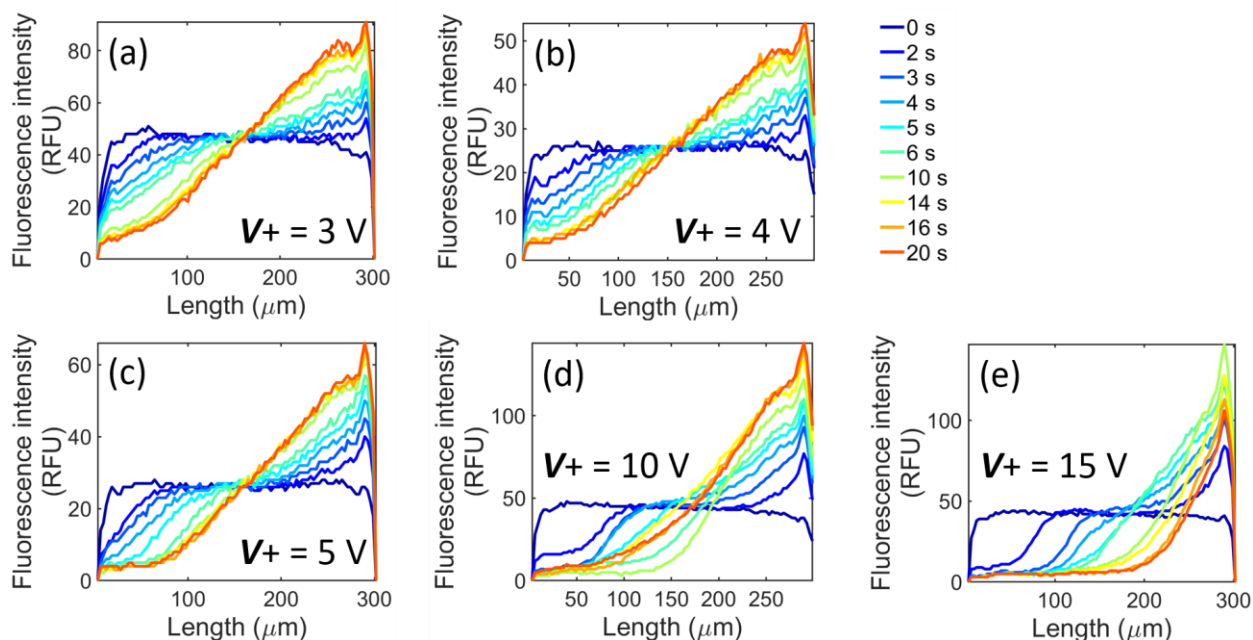 (a)
Fluorescence intensity
(RFU)
80
60
40
20
0
V+ = 3 V
100
200
300
Length (μm)
(b)
Fluorescence intensity
(RFU)
50
40
30
20
10
0
V+ = 4 V
50
100
150
200
250
Length (μm)
0 s
2 s
3 s
4 s
5 s
6 s
10 s
14 s
16 s
20 s
(c)
Fluorescence intensity
(RFU)
60
40
20
0
V+ = 5 V
100
200
300
Length (μm)
(d)
Fluorescence intensity
(RFU)
100
50
0
V+ = 10 V
50
100
150
200
250
Length (μm)
(e)
Fluorescence intensity
(RFU)
100
50
0
V+ = 15 V
100
200
300
Length (μm)